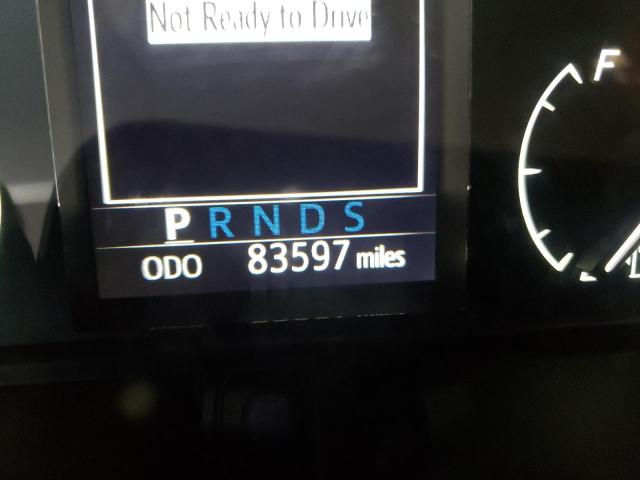 Not Ready to Drive
F
P R N D S
ODO 83597 miles